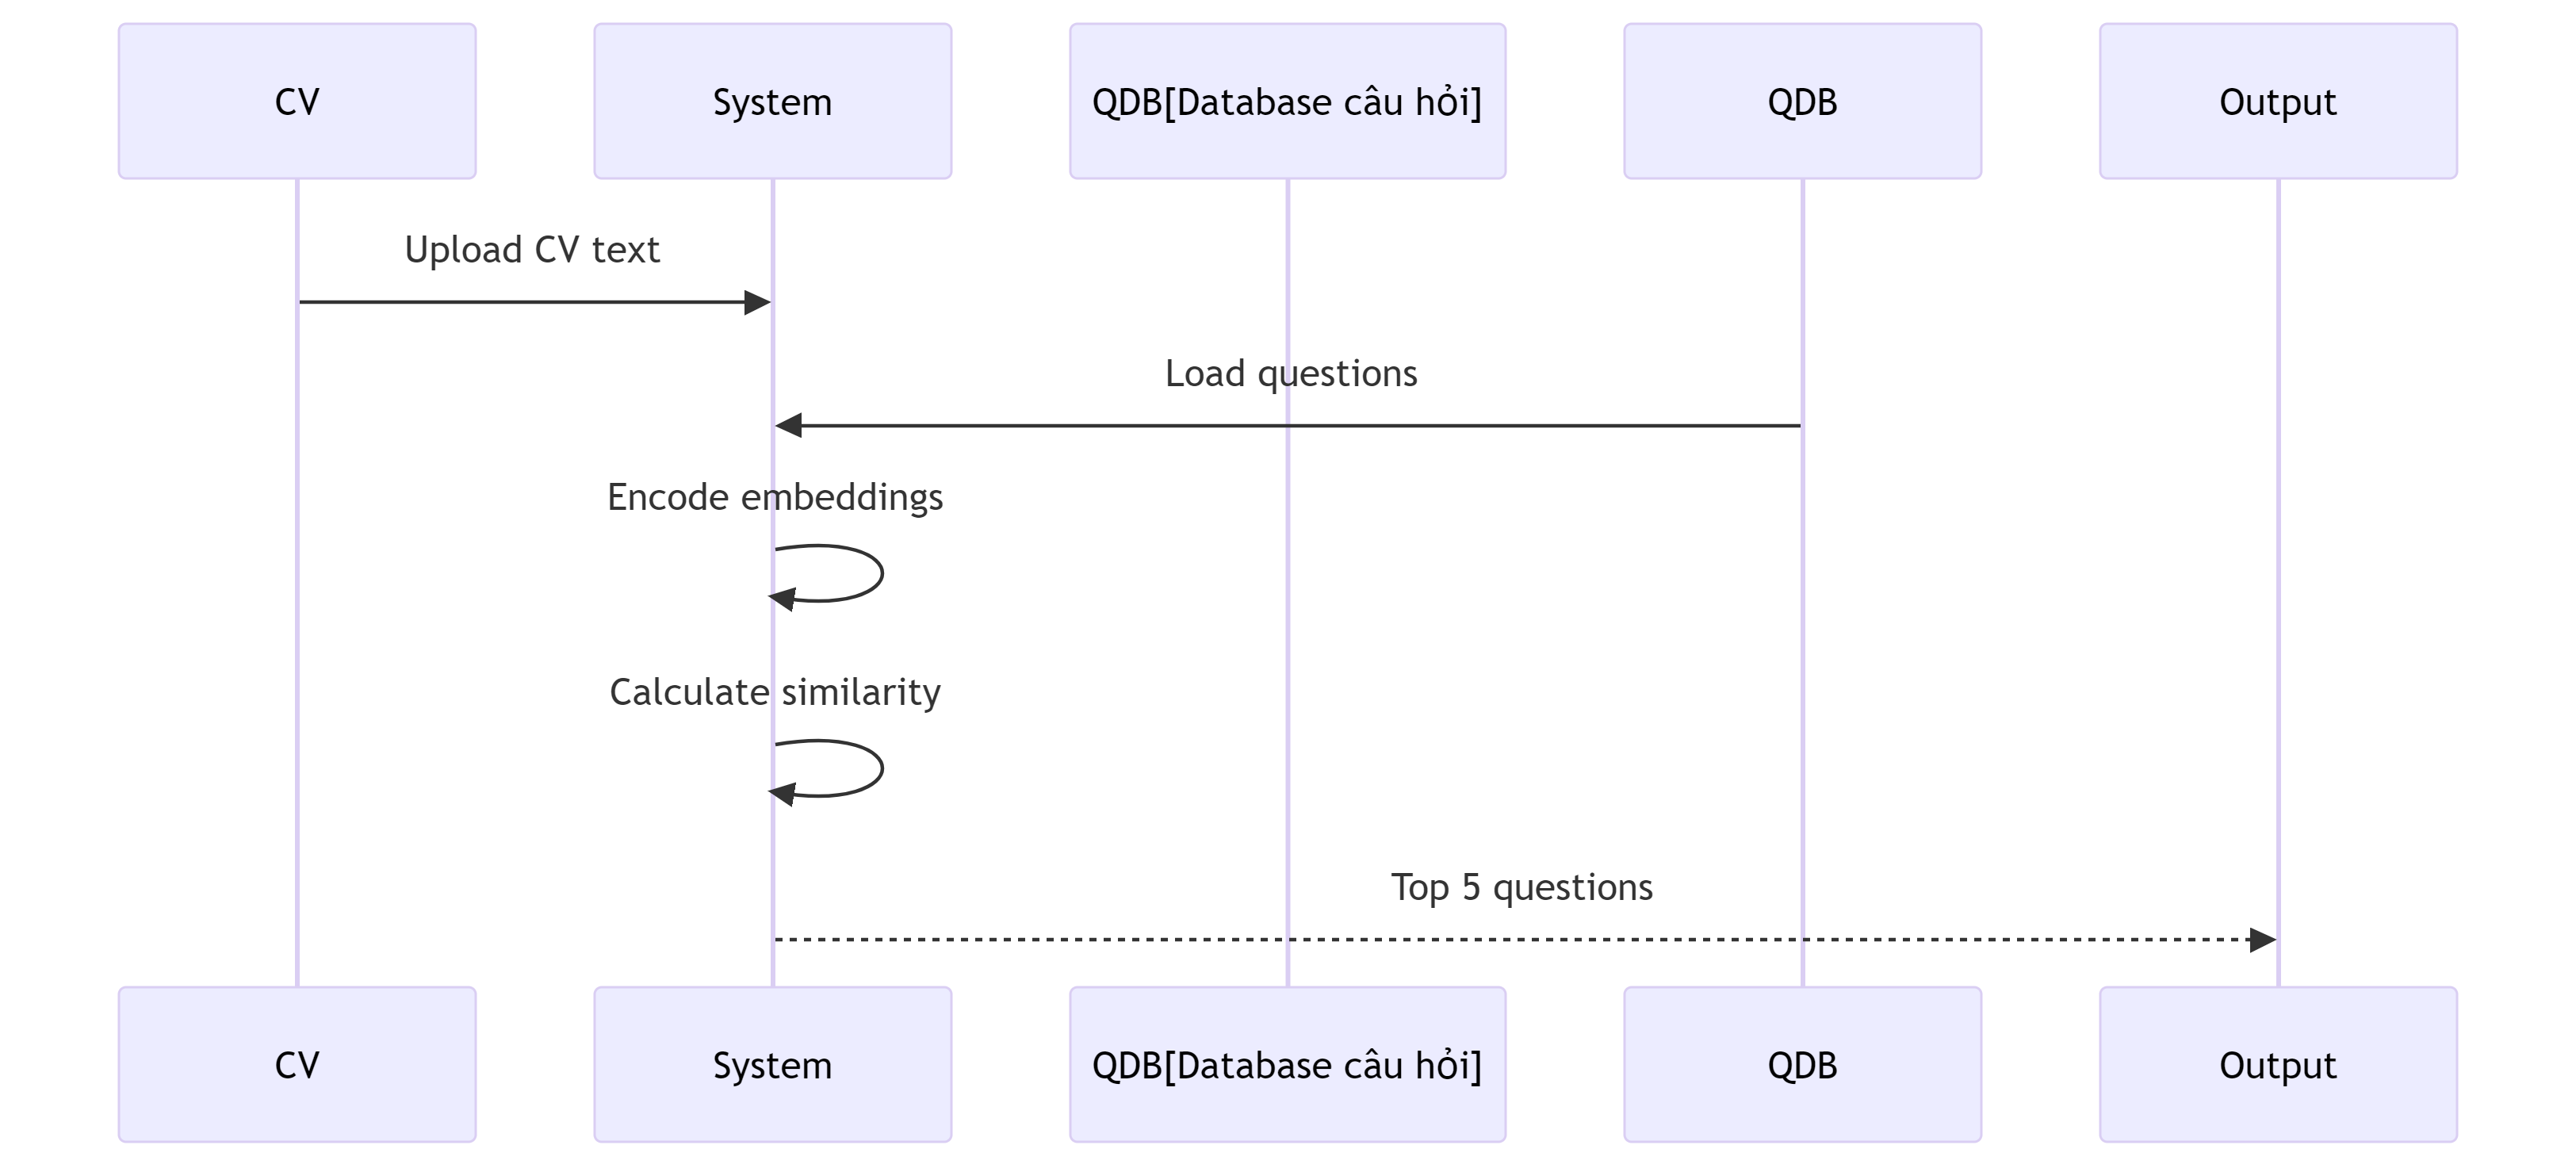 CV
System
QDB[Database câu hỏi]
QDB
Output
Upload CV text
Load questions
Encode embeddings
Calculate similarity
Top 5 questions
CV
System
QDB[Database câu hỏi]
QDB
Output